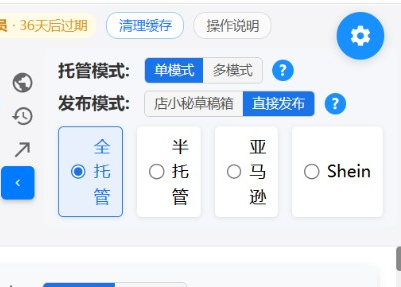 员 · 36天后过期 清理缓存 操作说明
托管模式: 单模式 多模式 ?
发布模式: 店小秘草稿箱 直接发布 ?
全托管 半托管 亚马逊 Shein